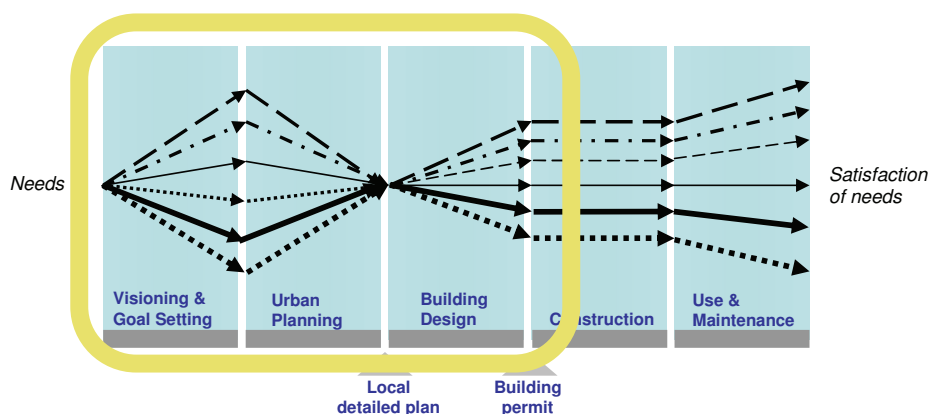 Needs
Satisfaction
of needs
Visioning &
Goal Setting
Urban
Planning
Building
Design
Construction
Use &
Maintenance
Local
detailed plan
Building
permit